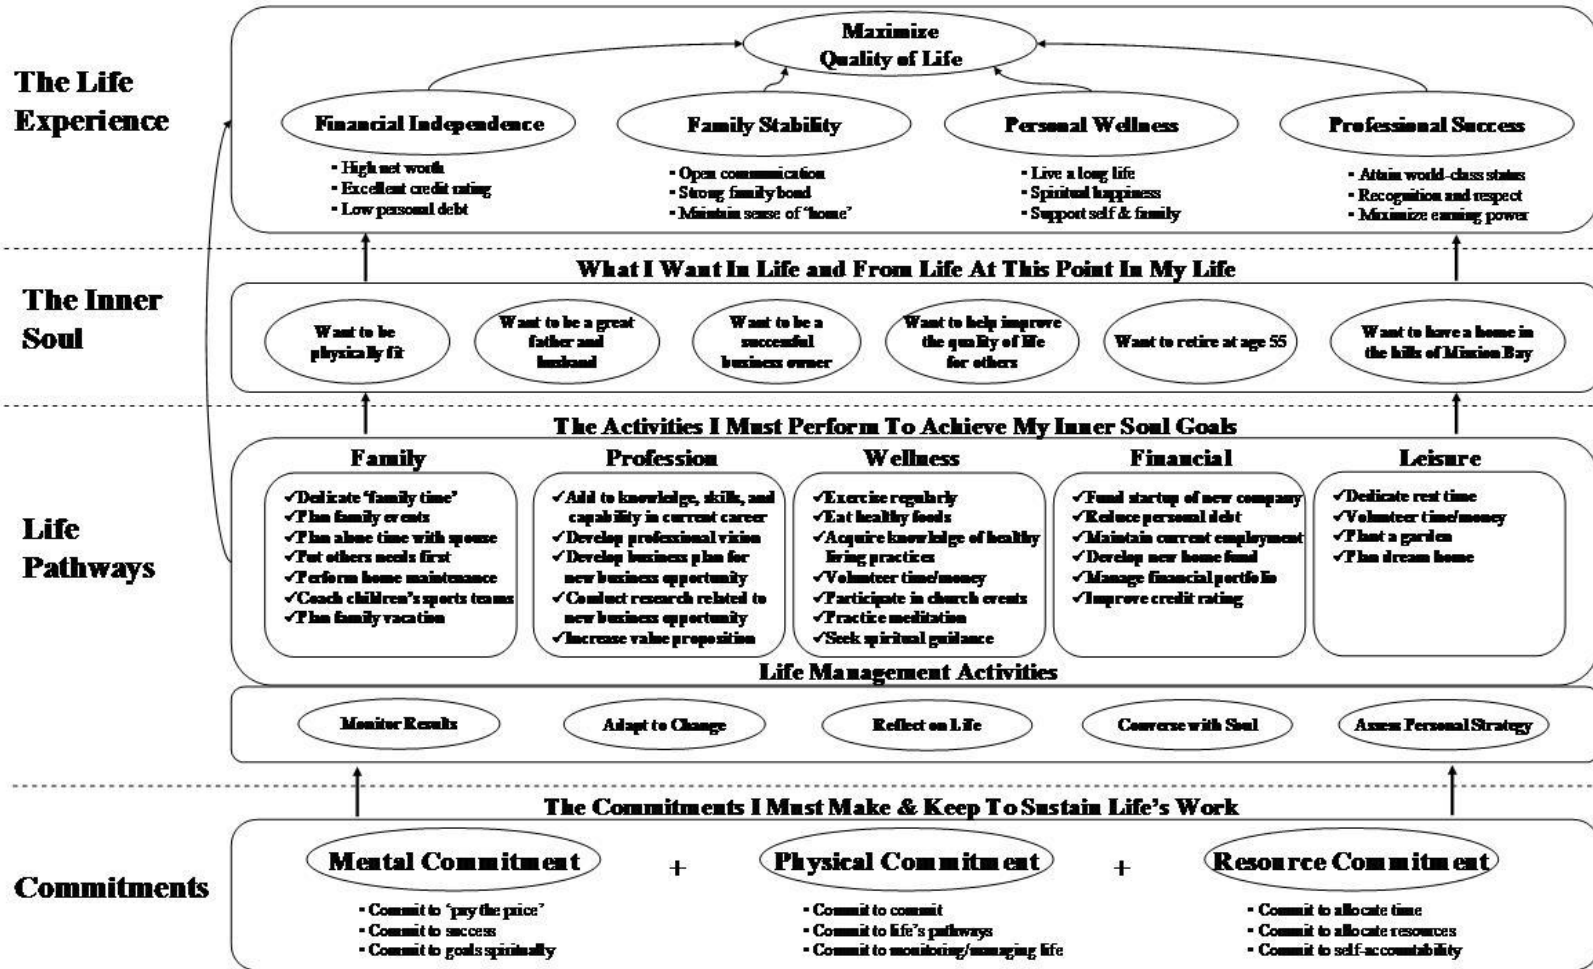 Maximize
Quality of Life
The Life
Experience
Financial Independence
Family Stability
Personal Wellness
Professional Success
▪ High net worth
▪ Excellent credit rating
▪ Low personal debt
▪ Open communication
▪ Strong family bond
▪ Maintain sense of "home"
▪ Live a long life
▪ Spiritual happiness
▪ Support self & family
▪ Attain world-class status
▪ Recognition and respect
▪ Maximize earning power
What I Want In Life and From Life At This Point In My Life
The Inner
Soul
Want to be
physically fit
Want to be a great
father and
husband
Want to be a
successful
business owner
Want to help improve
the quality of life
for others
Want to retire at age 55
Want to have a home in
the hills of Mission Bay
The Activities I Must Perform To Achieve My Inner Soul Goals
Life
Pathways
Family
✓Dedicate 'family time'
✓Plan family events
✓Plan alone time with spouse
✓Put others needs first
✓Perform home maintenance
✓Coach children's sports teams
✓Plan family vacation
Profession
✓Add to knowledge, skills, and
capability in current career
✓Develop professional vision
✓Develop business plan for
new business opportunity
✓Conduct research related to
new business opportunity
✓Increase value proposition
Wellness
✓Exercise regularly
✓Eat healthy foods
✓Acquire knowledge of healthy
living practices
✓Volunteer time/money
✓Participate in church events
✓Practice meditation
✓Seek spiritual guidance
Financial
✓Fund startup of new company
✓Reduce personal debt
✓Maintain current employment
✓Develop new home fund
✓Manage financial portfolio
✓Improve credit rating
Leisure
✓Dedicate rest time
✓Volunteer time/money
✓Plant a garden
✓Plan dream home
Life Management Activities
Monitor Results
Adapt to Change
Reflect on Life
Converse with Soul
Assess Personal Strategy
The Commitments I Must Make & Keep To Sustain Life's Work
Commitments
Mental Commitment
+
Physical Commitment
+
Resource Commitment
▪ Commit to 'pay the price'
▪ Commit to success
▪ Commit to goals spiritually
▪ Commit to commit
▪ Commit to life's pathways
▪ Commit to monitoring/managing life
▪ Commit to allocate time
▪ Commit to allocate resources
▪ Commit to self-accountability